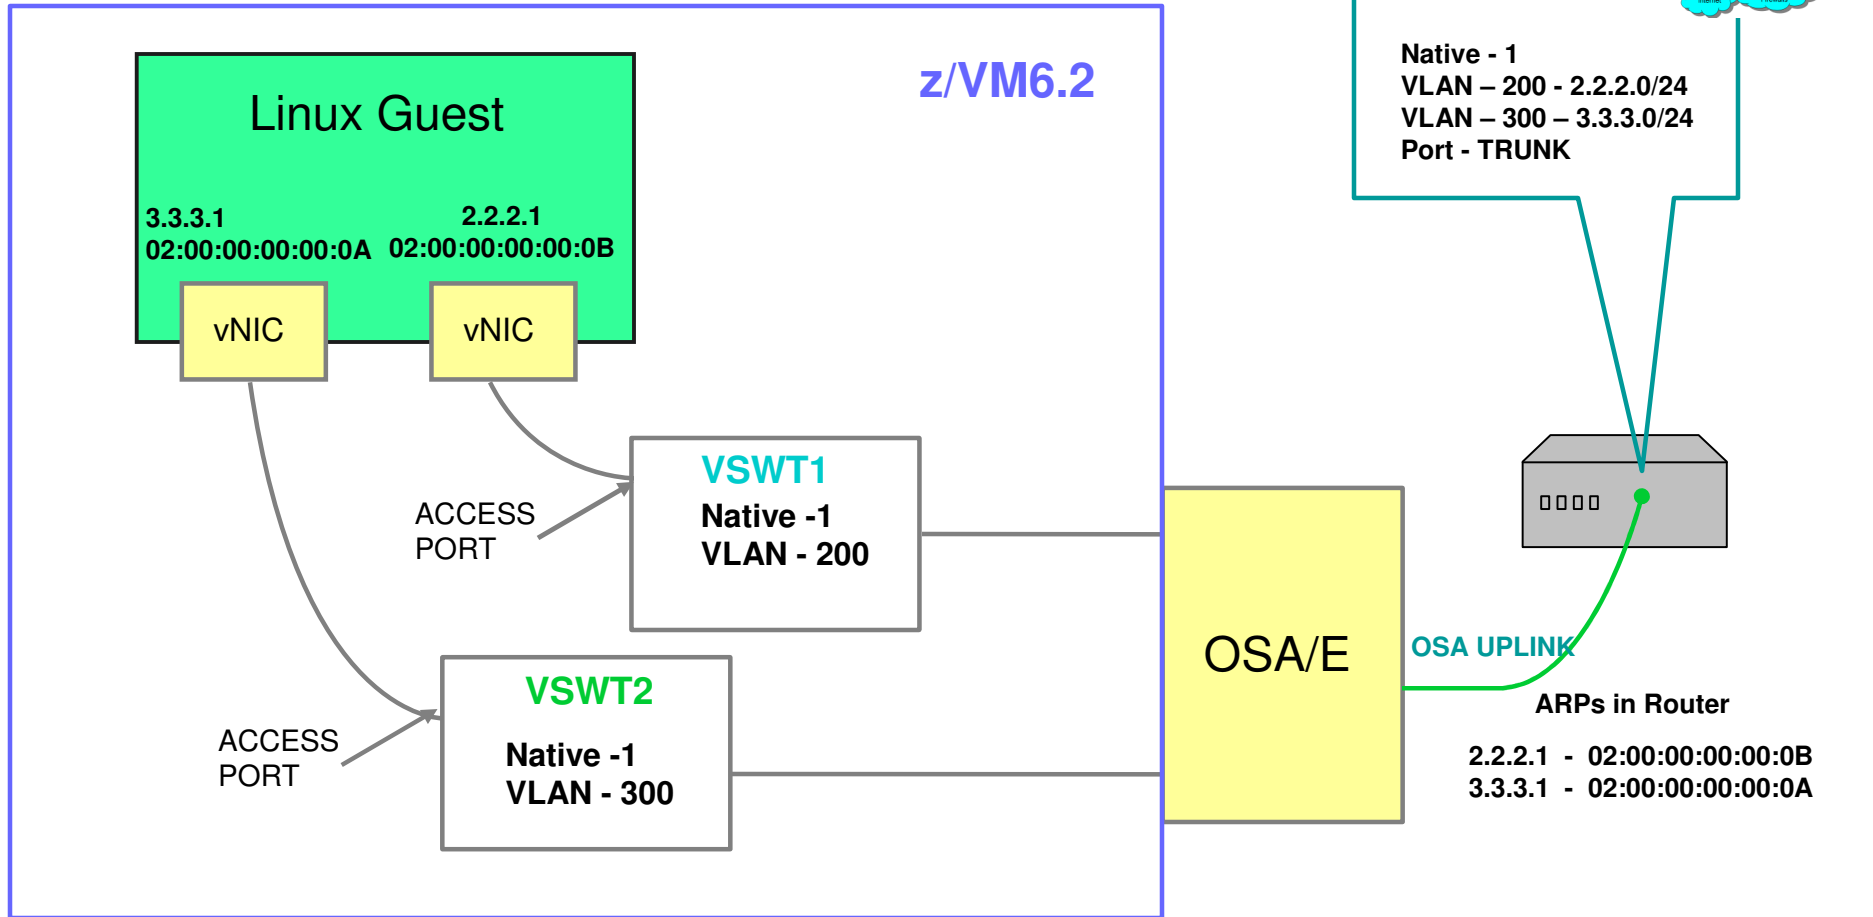 Internet
Firewalls
Native - 1
VLAN – 200 - 2.2.2.0/24
VLAN – 300 – 3.3.3.0/24
Port - TRUNK
z/VM6.2
Linux Guest
3.3.3.1
02:00:00:00:00:0A
2.2.2.1
02:00:00:00:00:0B
vNIC
vNIC
VSWT1
Native -1
VLAN - 200
ACCESS
PORT
VSWT2
Native -1
VLAN - 300
ACCESS
PORT
OSA/E
OSA UPLINK
ARPs in Router
2.2.2.1 - 02:00:00:00:00:0B
3.3.3.1 - 02:00:00:00:00:0A